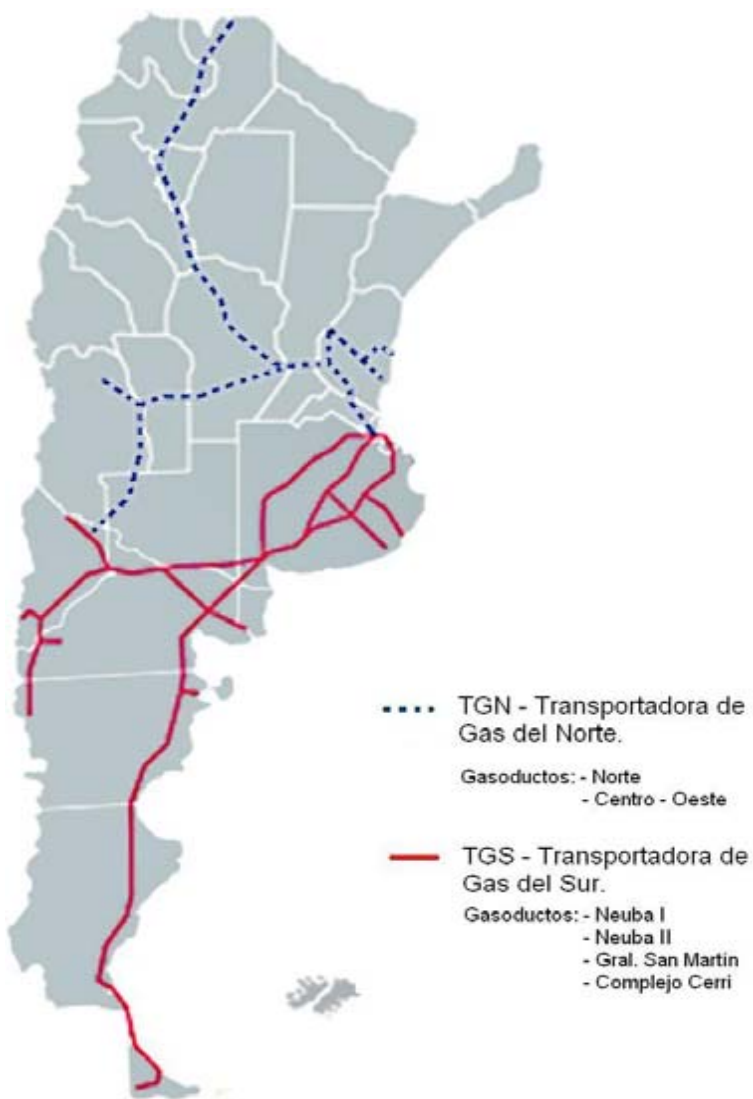 TGN - Transportadora de
Gas del Norte.
Gasoductos: - Norte
- Centro - Oeste
TGS - Transportadora de
Gas del Sur.
Gasoductos: - Neuba I
- Neuba II
- Gral. San Martin
- Complejo Cerri